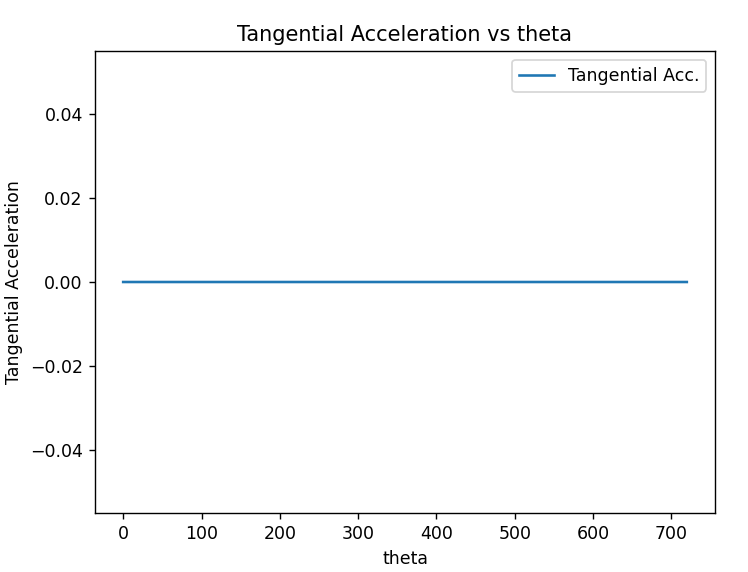 Tangential Acceleration vs theta
Tangential Acc.
Tangential Acceleration
0.04
0.02
0.00
−0.02
−0.04
0 100 200 300 400 500 600 700
theta